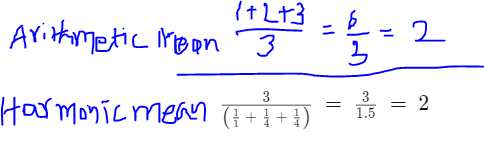 Arithmetic Mean (1+2+3)/3 = 6/3 = 2
Harmonic mean 3/(1/1 + 1/4 + 1/4) = 3/1.5 = 2